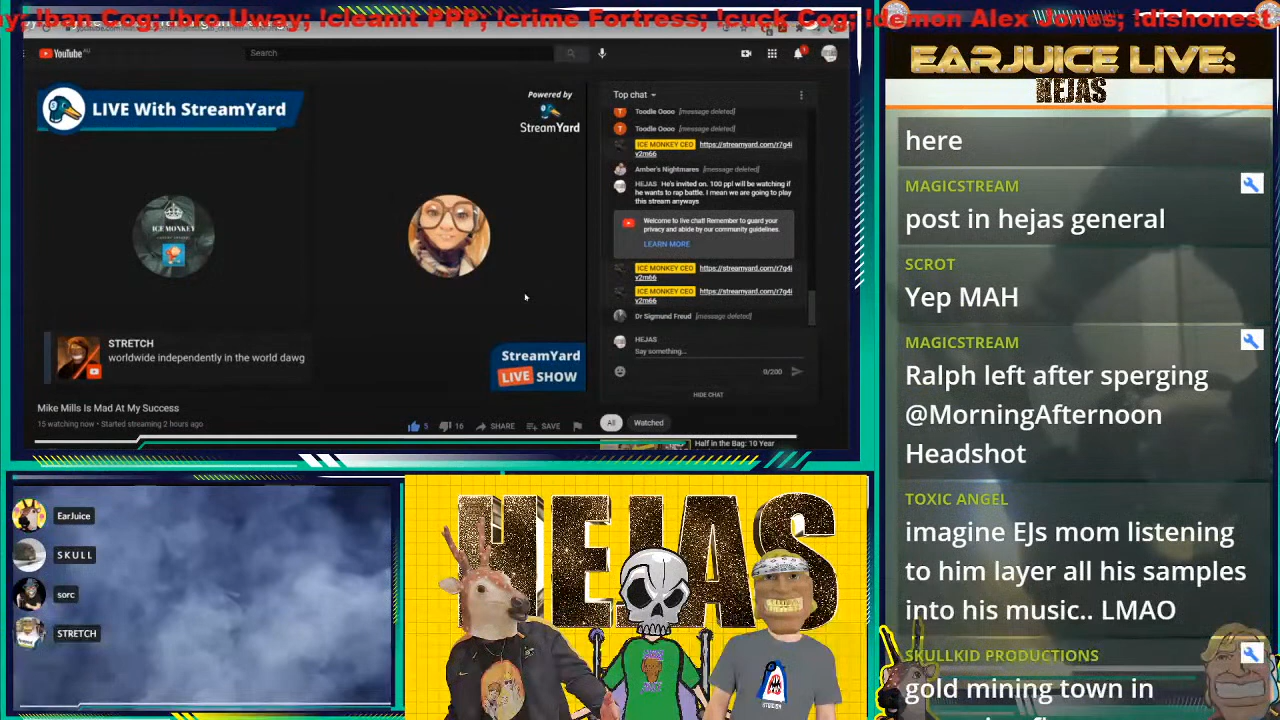 y; !ban Cog; !bro Uway; !cleanit PPP; !crime Fortress; !cuck Cog; !demon Alex Jones; !dishonest
YouTube AU
Search
LIVE With StreamYard
Powered by
StreamYard
ICE MONKEY
STRETCH
worldwide independently in the world dawg
StreamYard
LIVE SHOW
Mike Mills Is Mad At My Success
15 watching now • Started streaming 2 hours ago
5
16
SHARE
SAVE
Top chat
Toodle Oooo [message deleted]
Toodle Oooo [message deleted]
ICE MONKEY CEO https://streamyard.com/r7g4i
y2m66
Amber's Nightmares [message deleted]
HEJAS He's invited on. 100 ppl will be watching if
he wants to rap battle. I mean we are going to play
this stream anyways
Welcome to live chat! Remember to guard your
privacy and abide by our community guidelines.
LEARN MORE
ICE MONKEY CEO https://streamyard.com/r7g4i
y2m66
ICE MONKEY CEO https://streamyard.com/r7g4i
y2m66
Dr Sigmund Freud [message deleted]
HEJAS
Say something...
0/200
HIDE CHAT
All
Watched
Half in the Bag: 10 Year
EARJUICE LIVE:
HEJAS
here
MAGICSTREAM
post in hejas general
SCROT
Yep MAH
MAGICSTREAM
Ralph left after sperging
@MorningAfternoon
Headshot
TOXIC ANGEL
imagine EJs mom listening
to him layer all his samples
into his music.. LMAO
SKULLKID PRODUCTIONS
gold mining town in
EarJuice
SKULL
sorc
STRETCH
HEJAS